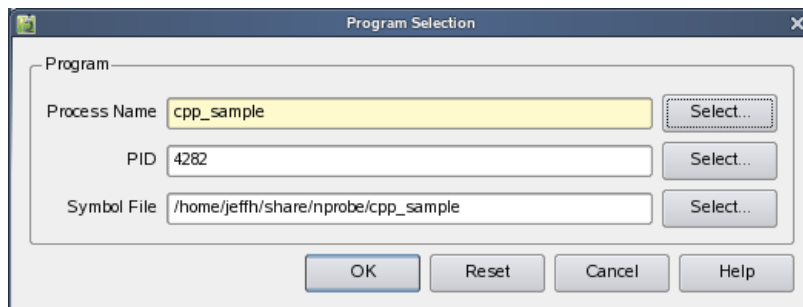 Program Selection
Program
Process Name cpp_sample Select...
PID 4282 Select...
Symbol File /home/jeffh/share/nprobe/cpp_sample Select...
OK Reset Cancel Help